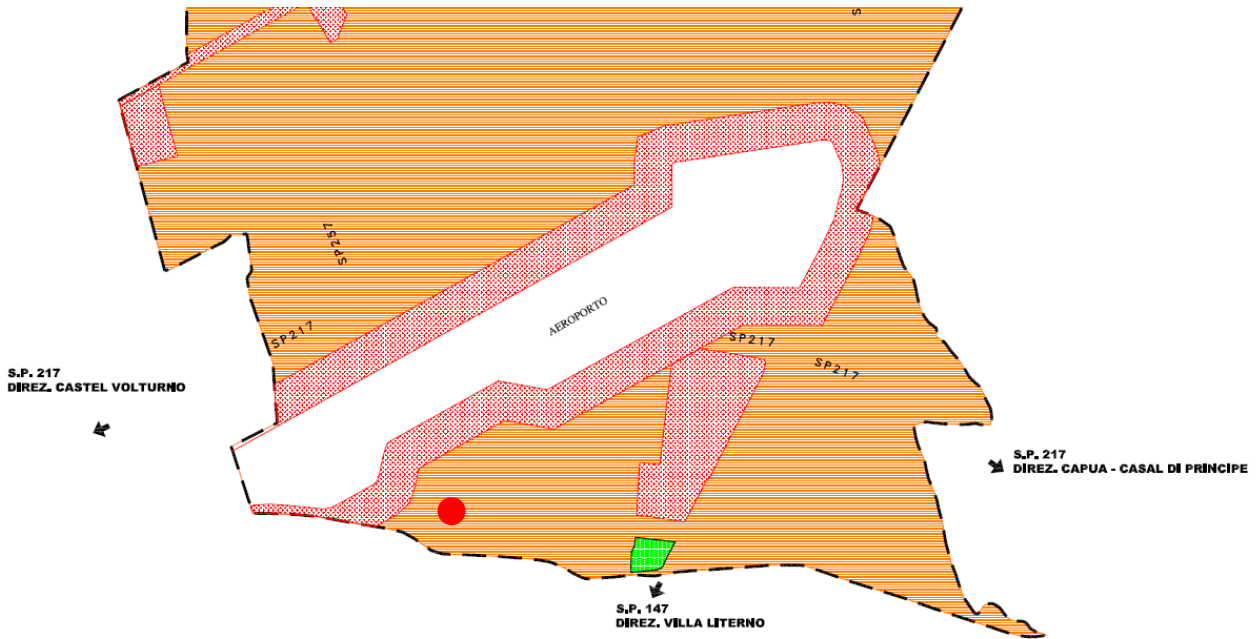 S
SP257
SP217
AEROPORTO
SP217
SP217
S.P. 217
DIREZ. CASTEL VOLTURNO
S.P. 217
DIREZ. CAPUA - CASAL DI PRINCIPE
S.P. 147
DIREZ. VILLA LITERNO